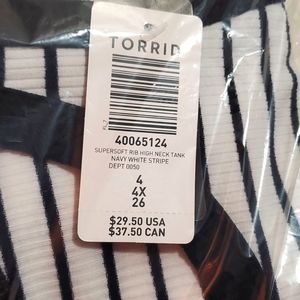 TORRID
40065124
SUPERSOFT RIB HIGH NECK TANK
NAVY WHITE STRIPE
DEPT 0050
4
4X
26
$29.50 USA
$37.50 CAN